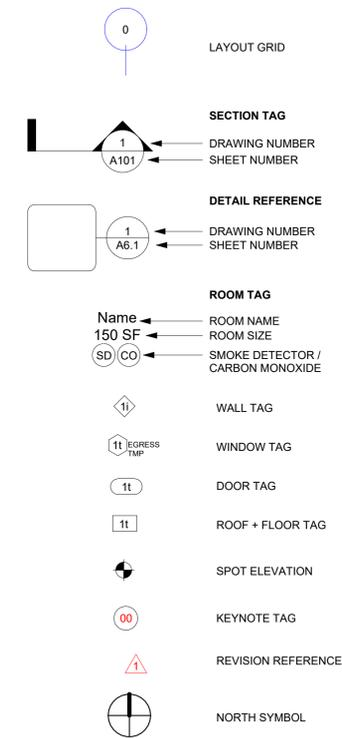 0
LAYOUT GRID
SECTION TAG
1
DRAWING NUMBER
A101
SHEET NUMBER
DETAIL REFERENCE
1
DRAWING NUMBER
A6.1
SHEET NUMBER
ROOM TAG
Name
ROOM NAME
150 SF
ROOM SIZE
SD CO
SMOKE DETECTOR /
CARBON MONOXIDE
1i
WALL TAG
1t EGRESS
TMP
WINDOW TAG
1t
DOOR TAG
1t
ROOF + FLOOR TAG
SPOT ELEVATION
00
KEYNOTE TAG
1
REVISION REFERENCE
NORTH SYMBOL